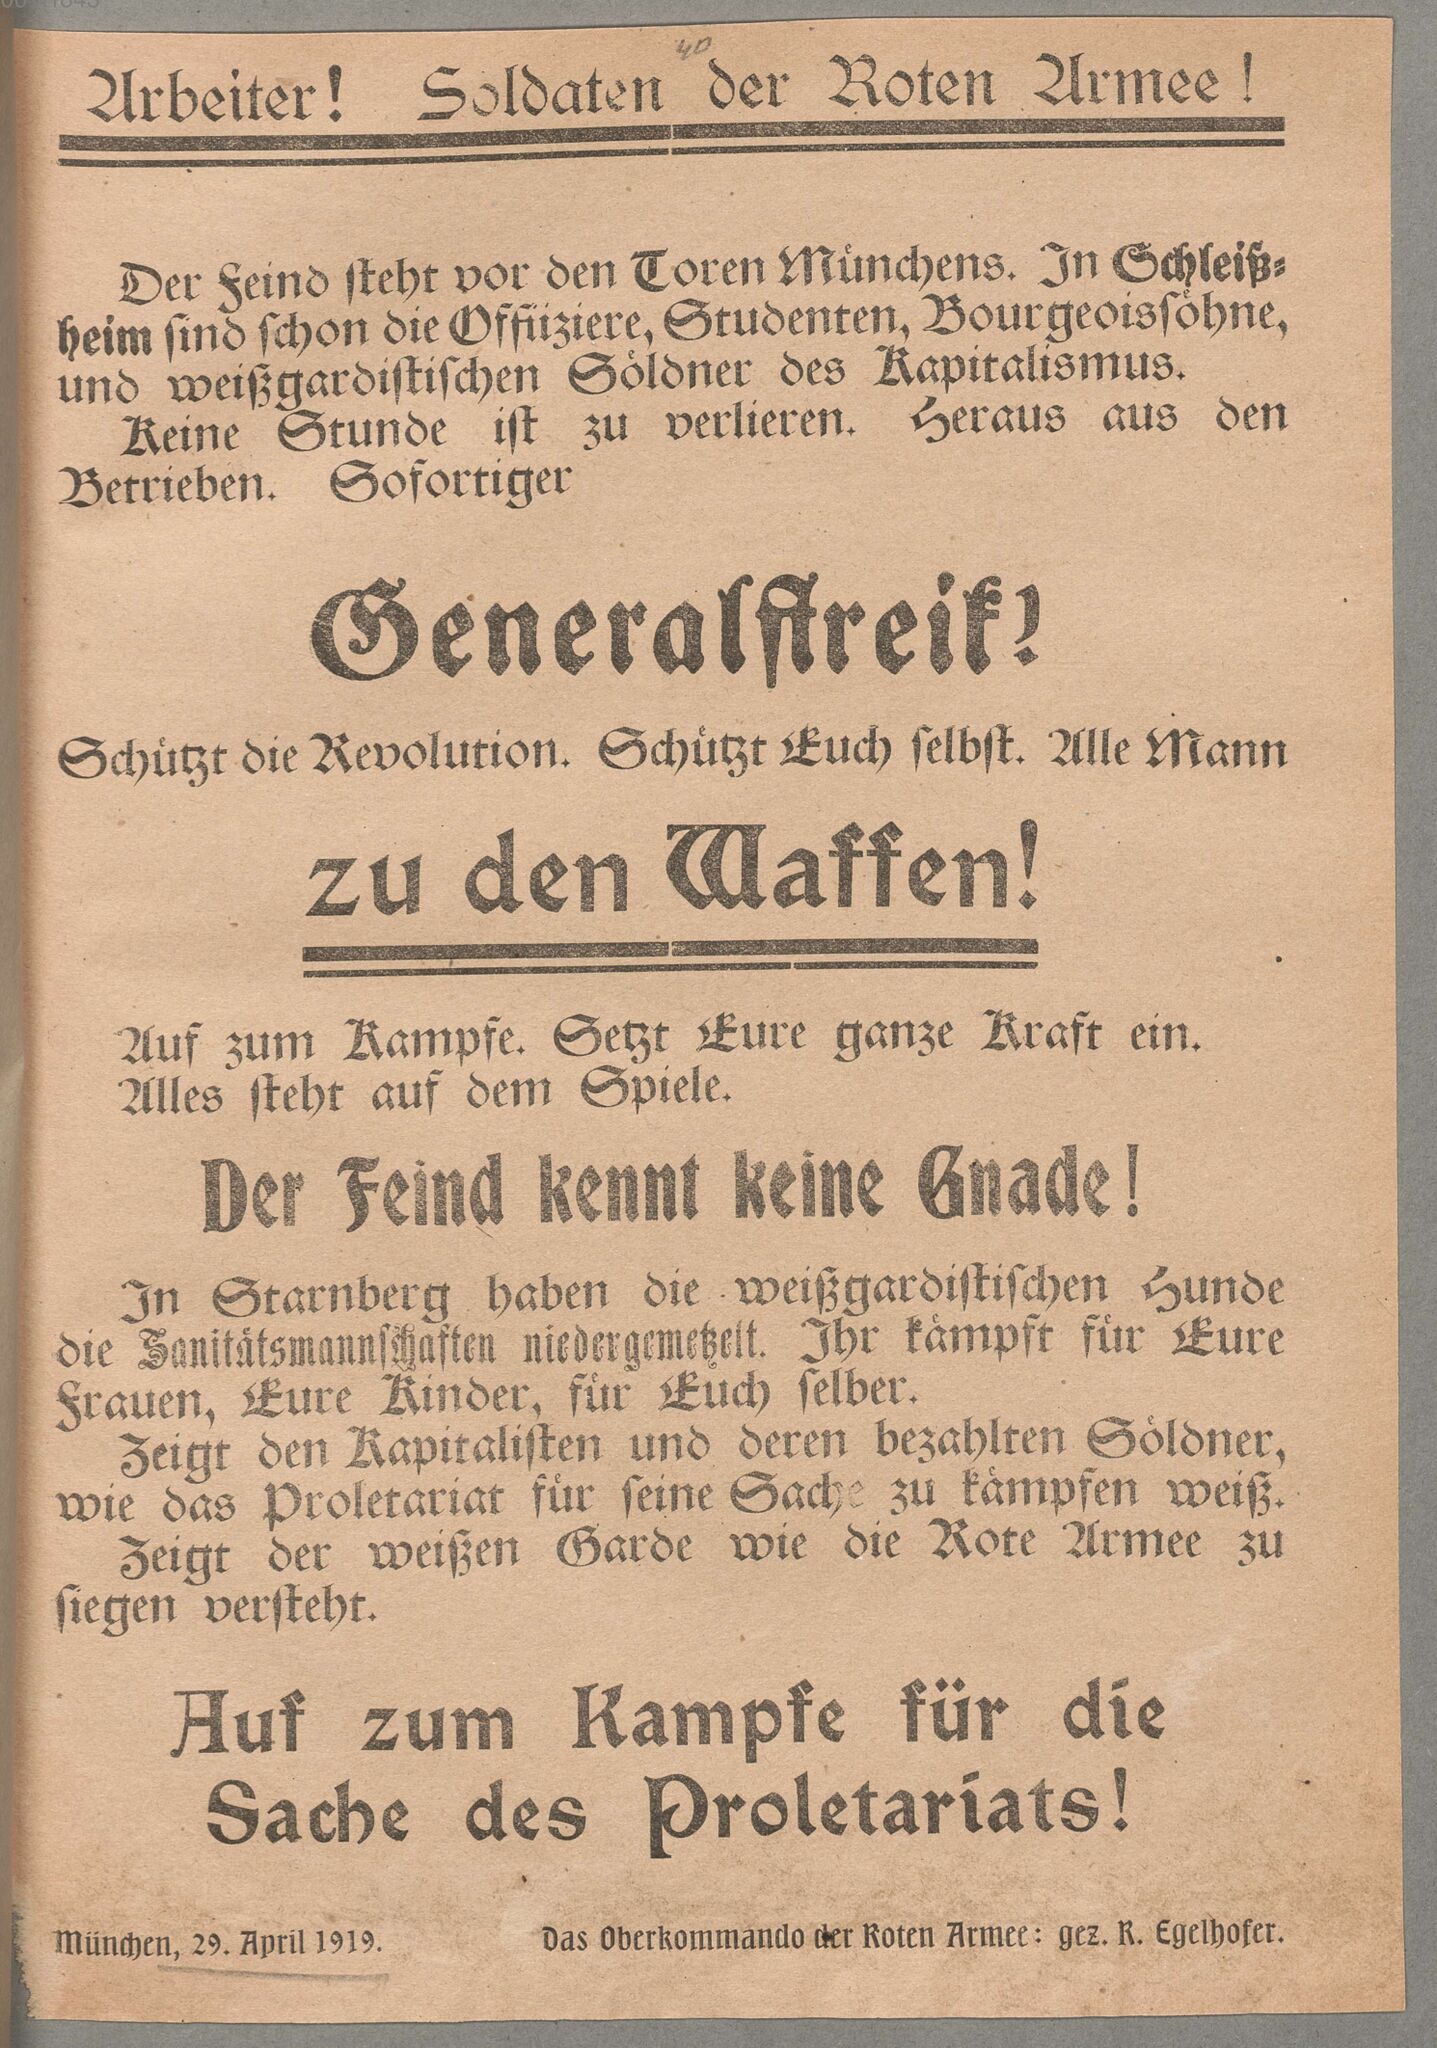 40
Arbeiter! Soldaten der Roten Armee!
Der Feind steht vor den Toren Münchens. In Schleiß-
heim sind schon die Offiziere, Studenten, Bourgeoissöhne,
und weißgardistischen Söldner des Kapitalismus.
Keine Stunde ist zu verlieren. Heraus aus den
Betrieben. Sofortiger
Generalstreik!
Schützt die Revolution. Schützt Euch selbst. Alle Mann
zu den Waffen!
Auf zum Kampfe. Setzt Eure ganze Kraft ein.
Alles steht auf dem Spiele.
Der Feind kennt keine Gnade!
In Starnberg haben die weißgardistischen Hunde
die Sanitätsmannschaften niedergemetzelt. Ihr kämpft für Eure
Frauen, Eure Kinder, für Euch selber.
Zeigt den Kapitalisten und deren bezahlten Söldner,
wie das Proletariat für seine Sache zu kämpfen weiß.
Zeigt der weißen Garde wie die Rote Armee zu
siegen versteht.
Auf zum Kampfe für die
Sache des Proletariats!
München, 29. April 1919. Das Oberkommando der Roten Armee: gez. R. Egelhofer.